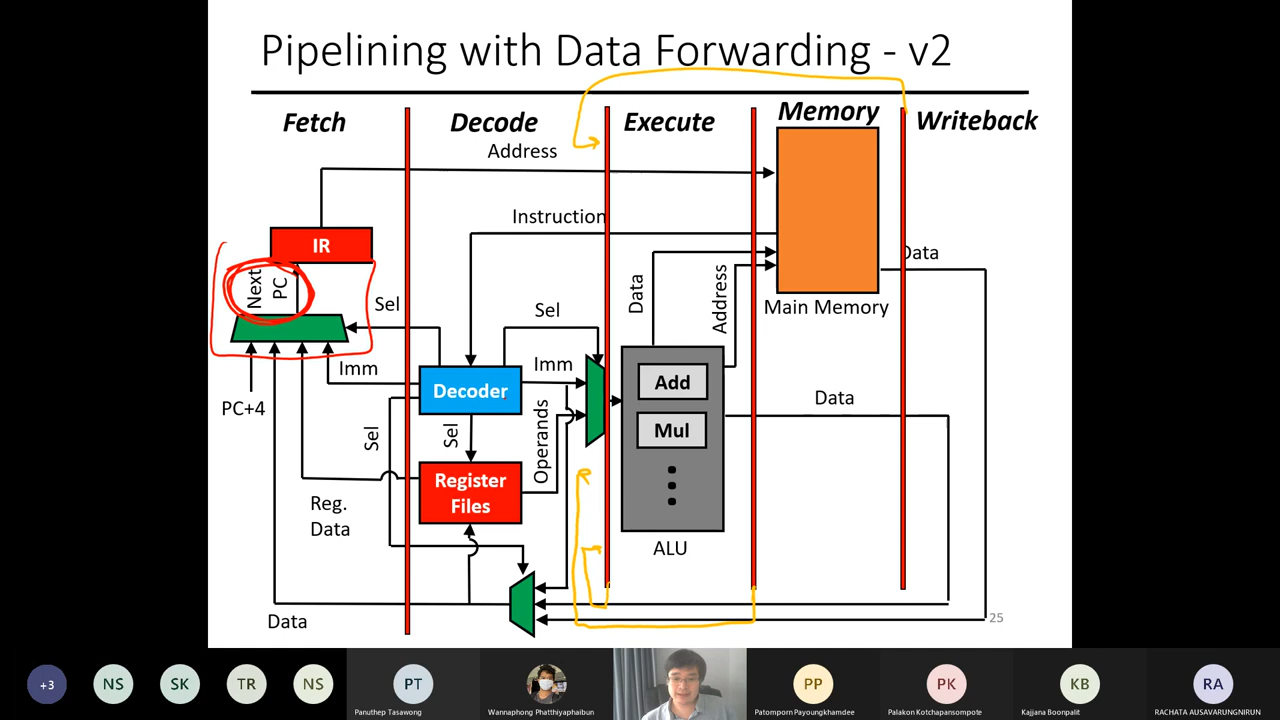 Pipelining with Data Forwarding - v2
Fetch
Decode
Execute
Memory
Writeback
Address
Instruction
IR
Next
PC
Sel
Sel
Data
Address
Data
Main Memory
Imm
Imm
PC+4
Decoder
Add
Mul
Data
Sel
Sel
Operands
Register
Files
Reg.
Data
ALU
Data
25
+3
NS
SK
TR
NS
PT
PP
PK
KB
RA
Panuthep Tasawong
Wannaphong Phatthiyaphaibun
Patomporn Payoungkhamdee
Palakon Kotchapansompote
Kajjana Boonpalit
RACHATA AUSAVARUNGNIRUN